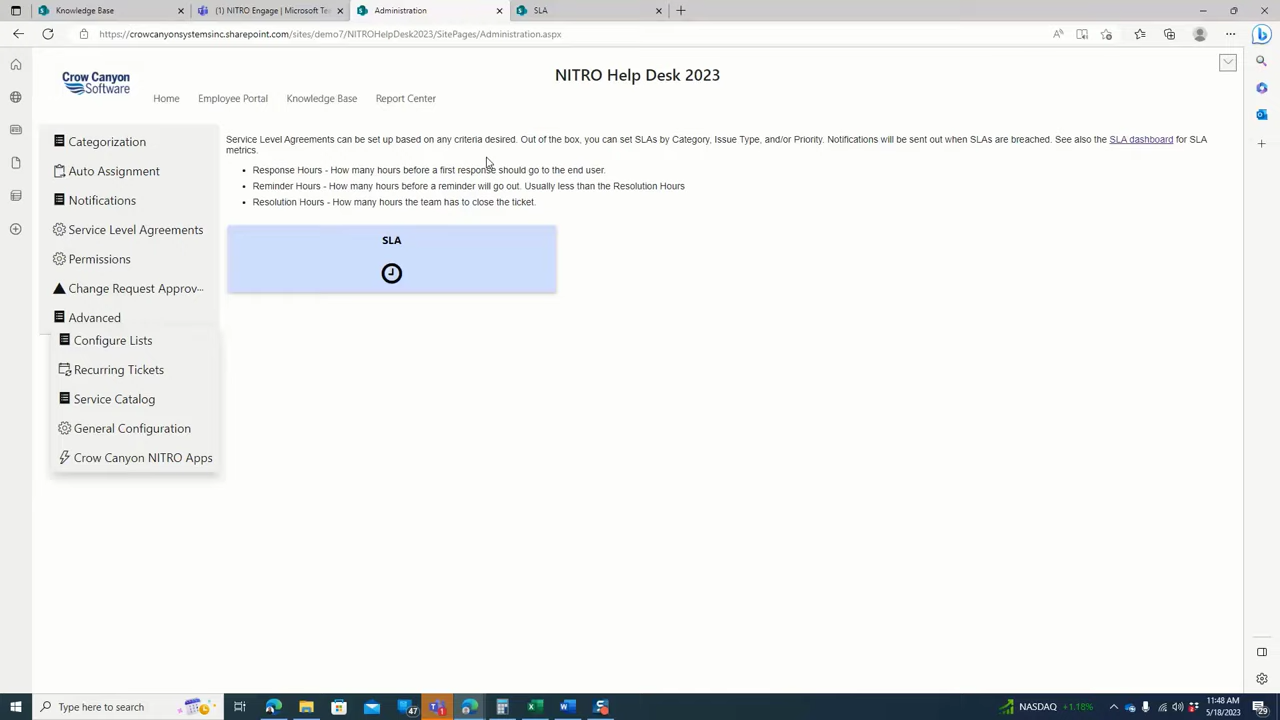 Knowledge Base
(1) NITRO Engage | Microsoft Te
Administration
SLA
https://crowcanyonsystemsinc.sharepoint.com/sites/demo7/NITROHelpDesk2023/SitePages/Administration.aspx
Crow Canyon
Software
NITRO Help Desk 2023
Home
Employee Portal
Knowledge Base
Report Center
Categorization
Auto Assignment
Notifications
Service Level Agreements
Permissions
Change Request Approv...
Advanced
Configure Lists
Recurring Tickets
Service Catalog
General Configuration
Crow Canyon NITRO Apps
Service Level Agreements can be set up based on any criteria desired. Out of the box, you can set SLAs by Category, Issue Type, and/or Priority. Notifications will be sent out when SLAs are breached. See also the SLA dashboard for SLA
metrics.
• Response Hours - How many hours before a first response should go to the end user.
• Reminder Hours - How many hours before a reminder will go out. Usually less than the Resolution Hours
• Resolution Hours - How many hours the team has to close the ticket.
SLA
Type here to search
47
1
NASDAQ +1.18%
11:48 AM
5/18/2023
29